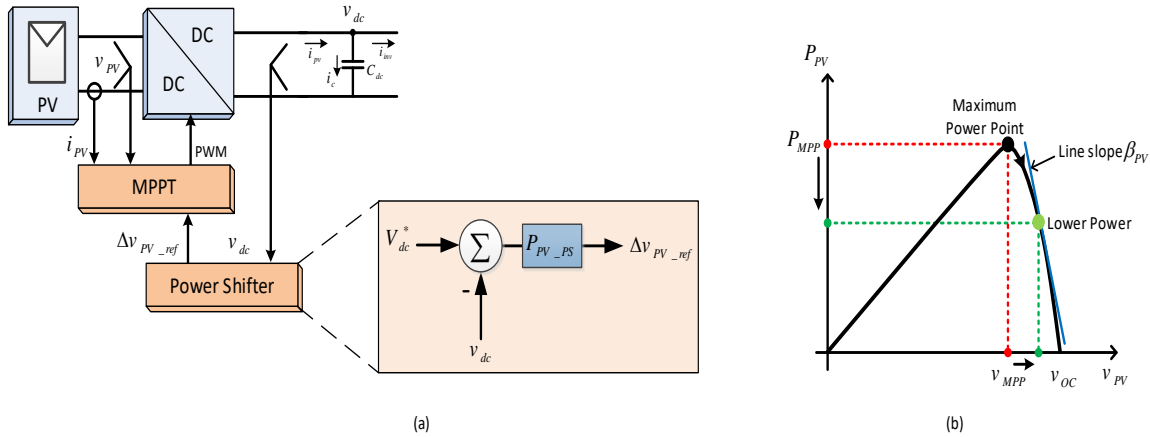 PV
v_PV
i_PV
DC
DC
PWM
MPPT
Δv_PV_ref
v_dc
Power Shifter
v_dc
i_pv
i_inv
i_c
C_dc
V_dc^*
Σ
P_PV_PS
Δv_PV_ref
-
v_dc
(a)
P_PV
Maximum
Power Point
P_MPP
Line slope β_PV
Lower Power
v_MPP
v_OC
v_PV
(b)